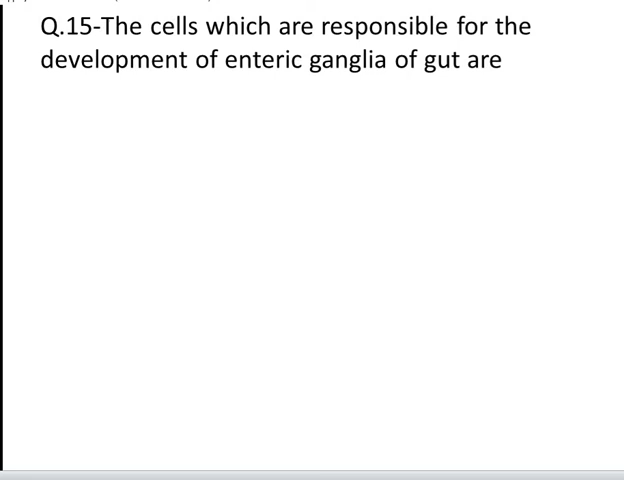 Q.15-The cells which are responsible for the
development of enteric ganglia of gut are